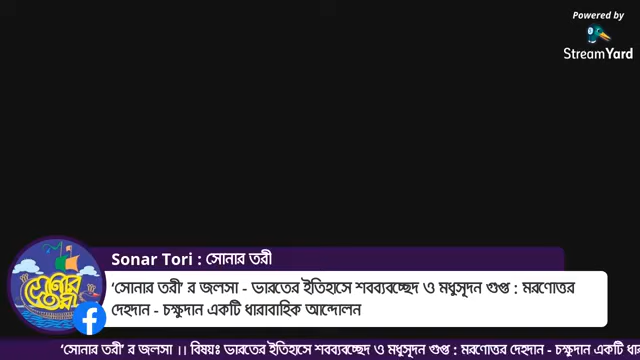 Powered by
StreamYard
সোনার
তরী
Sonar Tori : সোনার তরী
‘সোনার তরী’ র জলসা - ভারতের ইতিহাসে শবব্যবচ্ছেদ ও মধুসূদন গুপ্ত : মরণোত্তর
দেহদান - চক্ষুদান একটি ধারাবাহিক আন্দোলন
‘সোনার তরী’ র জলসা ।। বিষয়ঃ ভারতের ইতিহাসে শবব্যবচ্ছেদ ও মধুসূদন গুপ্ত : মরণোত্তর দেহদান - চক্ষুদান একটি ধারা